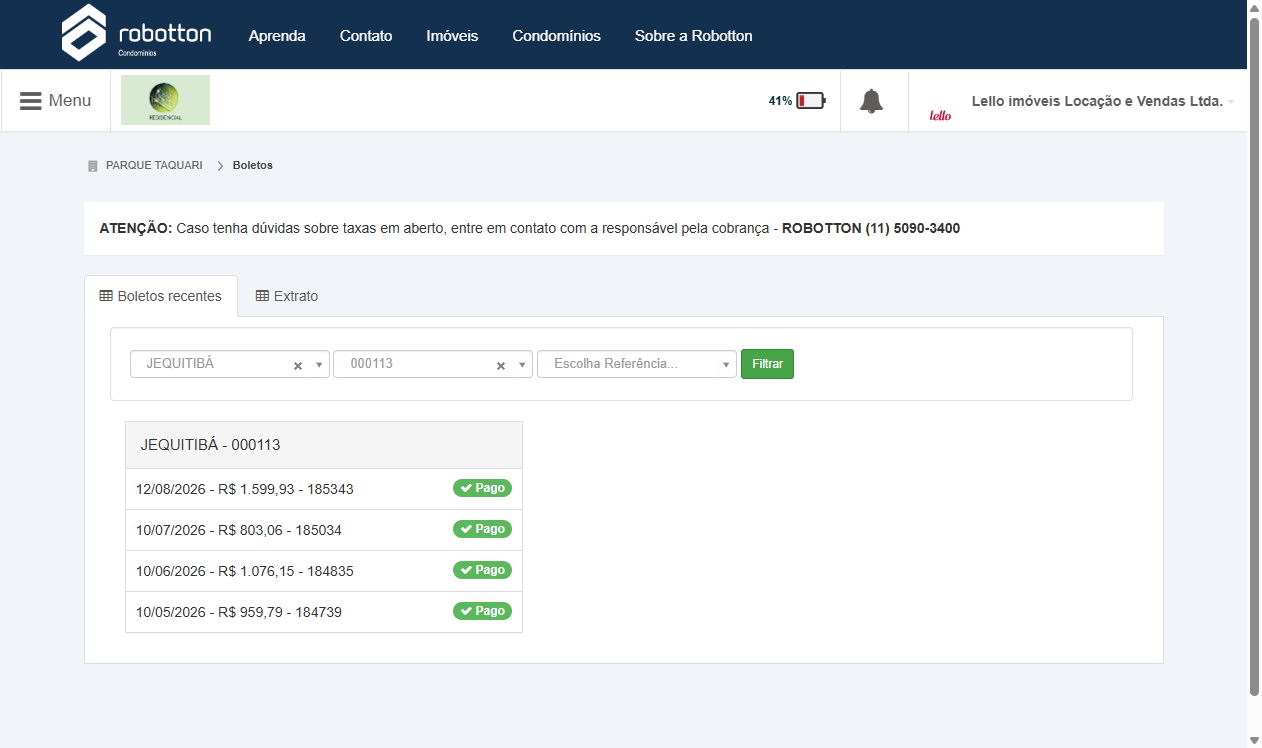 robotton
Condomínios
Aprenda
Contato
Imóveis
Condomínios
Sobre a Robotton
Menu
RESIDENCIAL
41%
lello
Lello imóveis Locação e Vendas Ltda.
PARQUE TAQUARI
Boletos
ATENÇÃO: Caso tenha dúvidas sobre taxas em aberto, entre em contato com a responsável pela cobrança - ROBOTTON (11) 5090-3400
Boletos recentes
Extrato
JEQUITIBÁ
000113
Escolha Referência...
Filtrar
JEQUITIBÁ - 000113
12/08/2026 - R$ 1.599,93 - 185343
Pago
10/07/2026 - R$ 803,06 - 185034
Pago
10/06/2026 - R$ 1.076,15 - 184835
Pago
10/05/2026 - R$ 959,79 - 184739
Pago